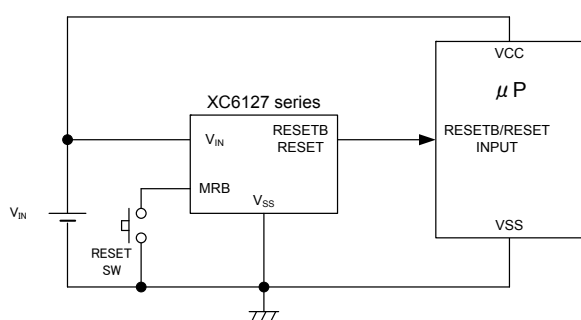 VCC
μP
XC6127 series
VIN
RESETB
RESET
RESETB/RESET
INPUT
MRB
VSS
VIN
RESET
SW
VSS